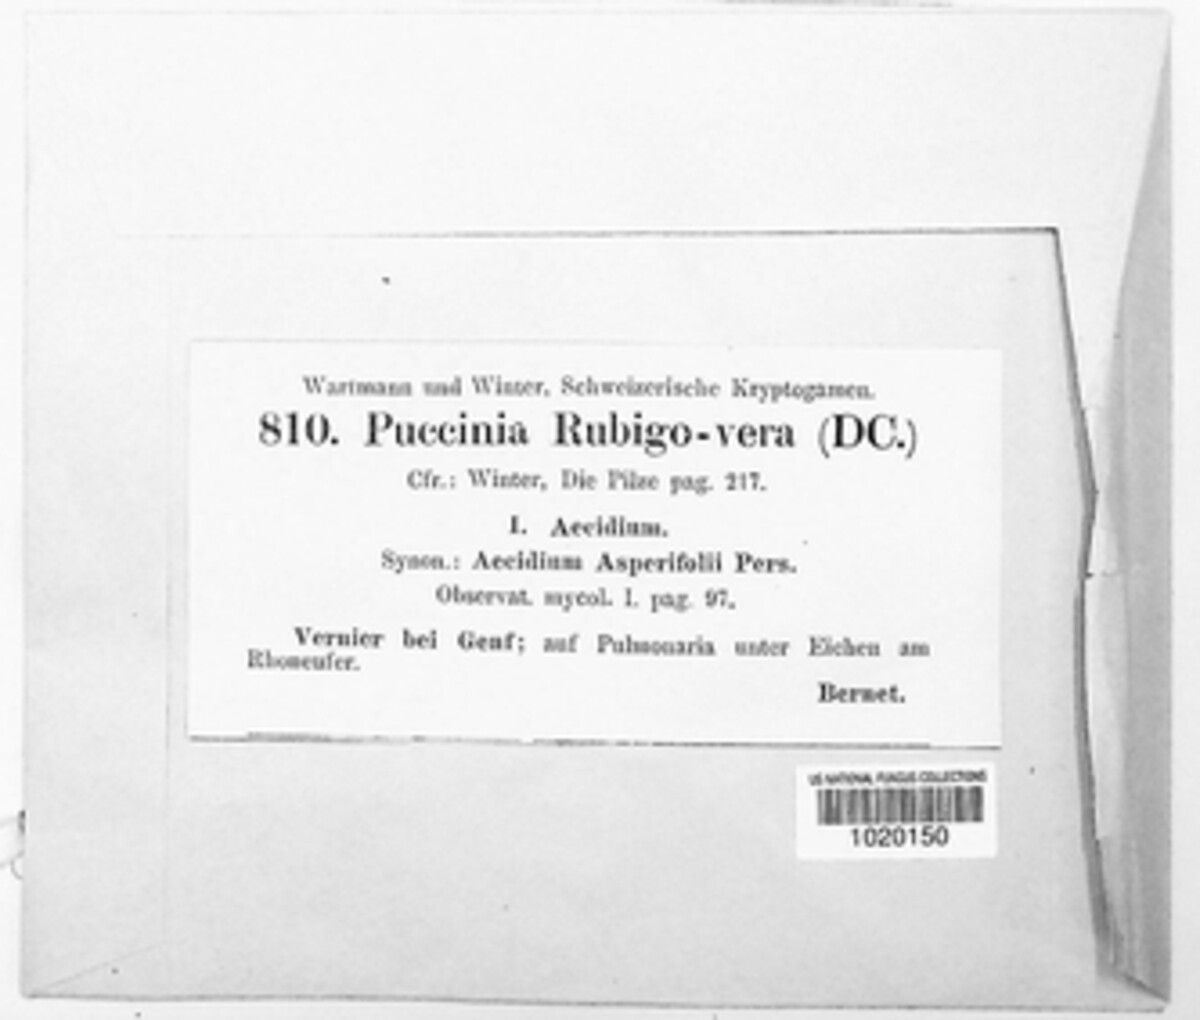 Wartmann und Winter, Schweizerische Kryptogamen.
810. Puccinia Rubigo-vera (DC.)
Cfr.: Winter, Die Pilze pag. 217.
I. Aecidium.
Synon.: Aecidium Asperifolii Pers.
Observat. mycol. I. pag. 97.
Vernier bei Genf; auf Pulmonaria unter Eichen am
Rhoneufer.
Bernet.
US NATIONAL FUNGUS COLLECTIONS
1020150